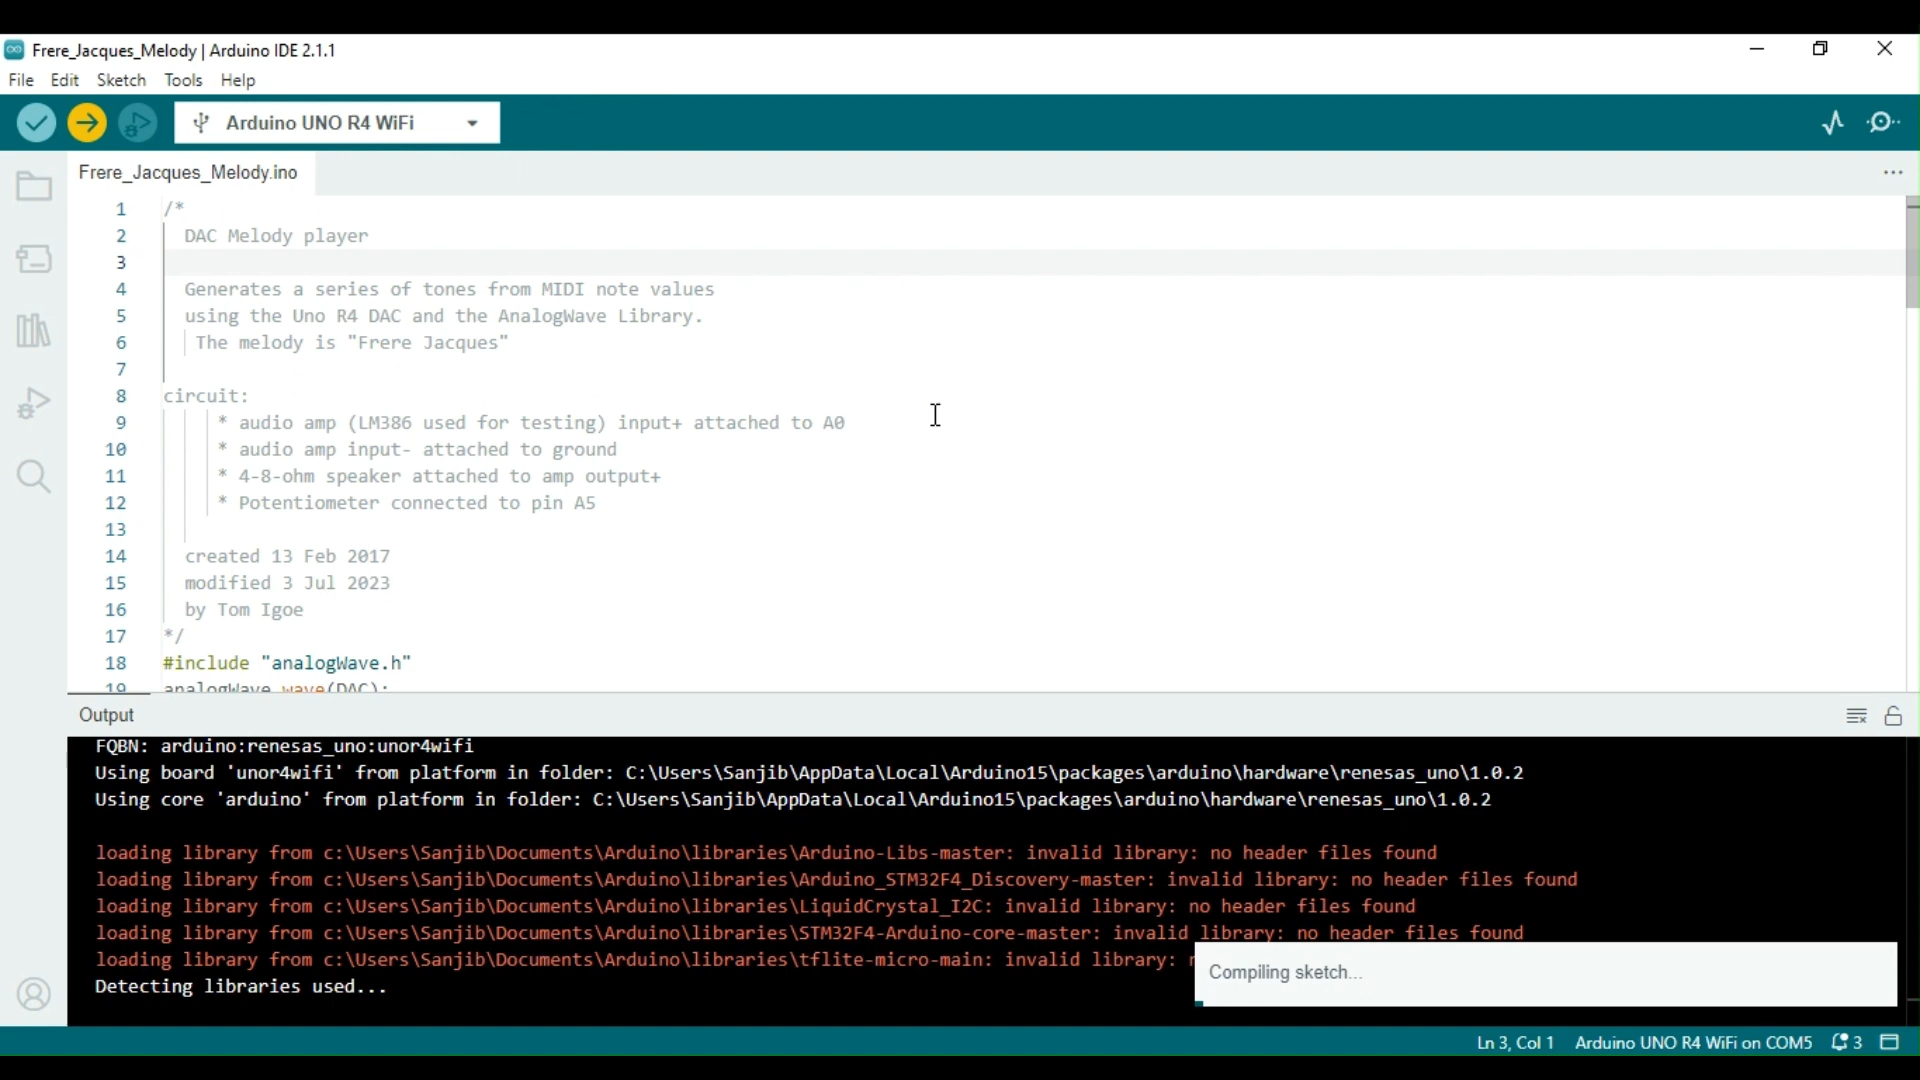 Frere_Jacques_Melody | Arduino IDE 2.1.1
File Edit Sketch Tools Help
Arduino UNO R4 WiFi
Frere_Jacques_Melody.ino
1 /*
2 DAC Melody player
3
4 Generates a series of tones from MIDI note values
5 using the Uno R4 DAC and the AnalogWave Library.
6 The melody is "Frere Jacques"
7
8 circuit:
9 * audio amp (LM386 used for testing) input+ attached to A0
10 * audio amp input- attached to ground
11 * 4-8-ohm speaker attached to amp output+
12 * Potentiometer connected to pin A5
13
14 created 13 Feb 2017
15 modified 3 Jul 2023
16 by Tom Igoe
17 */
18 #include "analogWave.h"
19 analogWave wave(DAC);
Output
FQBN: arduino:renesas_uno:unor4wifi
Using board 'unor4wifi' from platform in folder: C:\Users\Sanjib\AppData\Local\Arduino15\packages\arduino\hardware\renesas_uno\1.0.2
Using core 'arduino' from platform in folder: C:\Users\Sanjib\AppData\Local\Arduino15\packages\arduino\hardware\renesas_uno\1.0.2
loading library from c:\Users\Sanjib\Documents\Arduino\libraries\Arduino-Libs-master: invalid library: no header files found
loading library from c:\Users\Sanjib\Documents\Arduino\libraries\Arduino_STM32F4_Discovery-master: invalid library: no header files found
loading library from c:\Users\Sanjib\Documents\Arduino\libraries\LiquidCrystal_I2C: invalid library: no header files found
loading library from c:\Users\Sanjib\Documents\Arduino\libraries\STM32F4-Arduino-core-master: invalid library: no header files found
loading library from c:\Users\Sanjib\Documents\Arduino\libraries\tflite-micro-main: invalid library:
Detecting libraries used...
Compiling sketch...
Ln 3, Col 1 Arduino UNO R4 WiFi on COM5 3